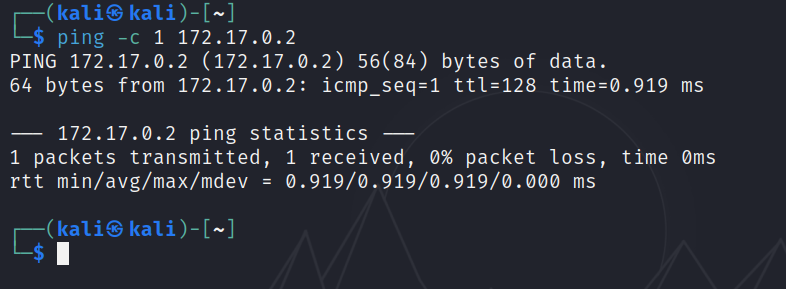 ┌──(kali㉿kali)-[~]
└─$ ping -c 1 172.17.0.2
PING 172.17.0.2 (172.17.0.2) 56(84) bytes of data.
64 bytes from 172.17.0.2: icmp_seq=1 ttl=128 time=0.919 ms
--- 172.17.0.2 ping statistics ---
1 packets transmitted, 1 received, 0% packet loss, time 0ms
rtt min/avg/max/mdev = 0.919/0.919/0.919/0.000 ms
┌──(kali㉿kali)-[~]
└─$